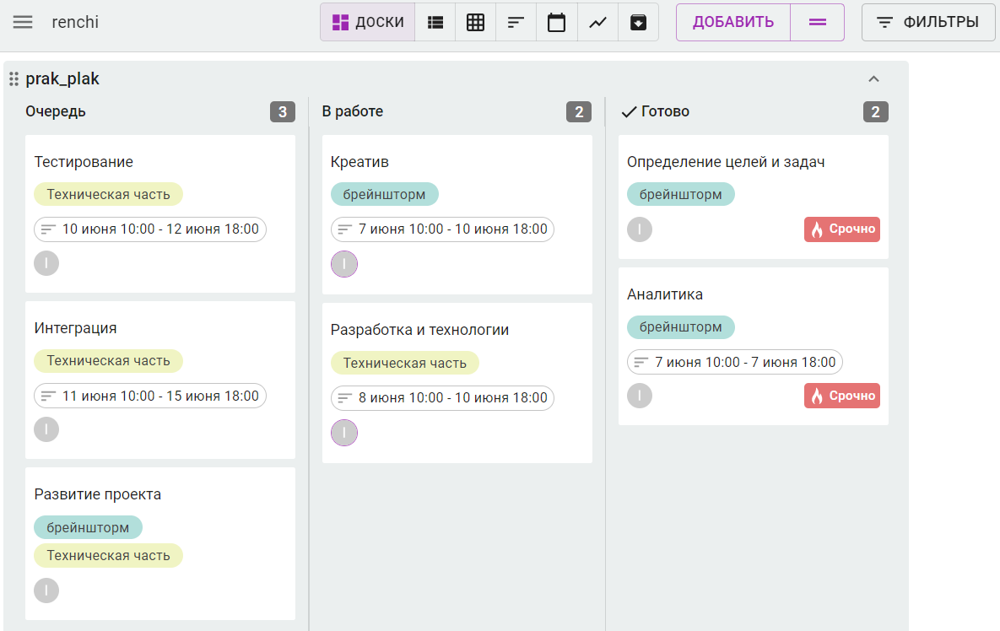 renchi
ДОСКИ
ДОБАВИТЬ
ФИЛЬТРЫ
prak_plak
Очередь 3
Тестирование
Техническая часть
10 июня 10:00 - 12 июня 18:00
I
Интеграция
Техническая часть
11 июня 10:00 - 15 июня 18:00
I
Развитие проекта
брейншторм
Техническая часть
I
В работе 2
Креатив
брейншторм
7 июня 10:00 - 10 июня 18:00
I
Разработка и технологии
Техническая часть
8 июня 10:00 - 10 июня 18:00
I
Готово 2
Определение целей и задач
брейншторм
I Срочно
Аналитика
брейншторм
7 июня 10:00 - 7 июня 18:00
I Срочно